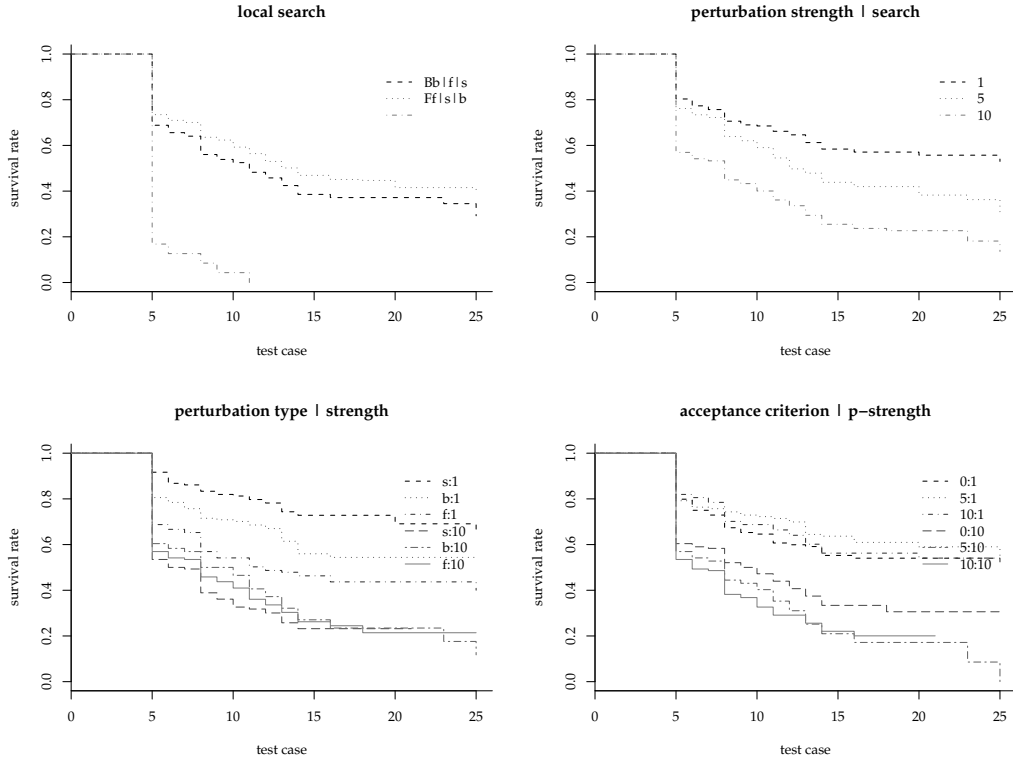 local search
survival rate
1.0
0.8
0.6
0.4
0.2
0.0
Bb|f|s
Ff|s|b
0 5 10 15 20 25
test case
perturbation strength | search
survival rate
1.0
0.8
0.6
0.4
0.2
0.0
1
5
10
0 5 10 15 20 25
test case
perturbation type | strength
survival rate
1.0
0.8
0.6
0.4
0.2
0.0
s:1
b:1
f:1
s:10
b:10
f:10
0 5 10 15 20 25
test case
acceptance criterion | p−strength
survival rate
1.0
0.8
0.6
0.4
0.2
0.0
0:1
5:1
10:1
0:10
5:10
10:10
0 5 10 15 20 25
test case